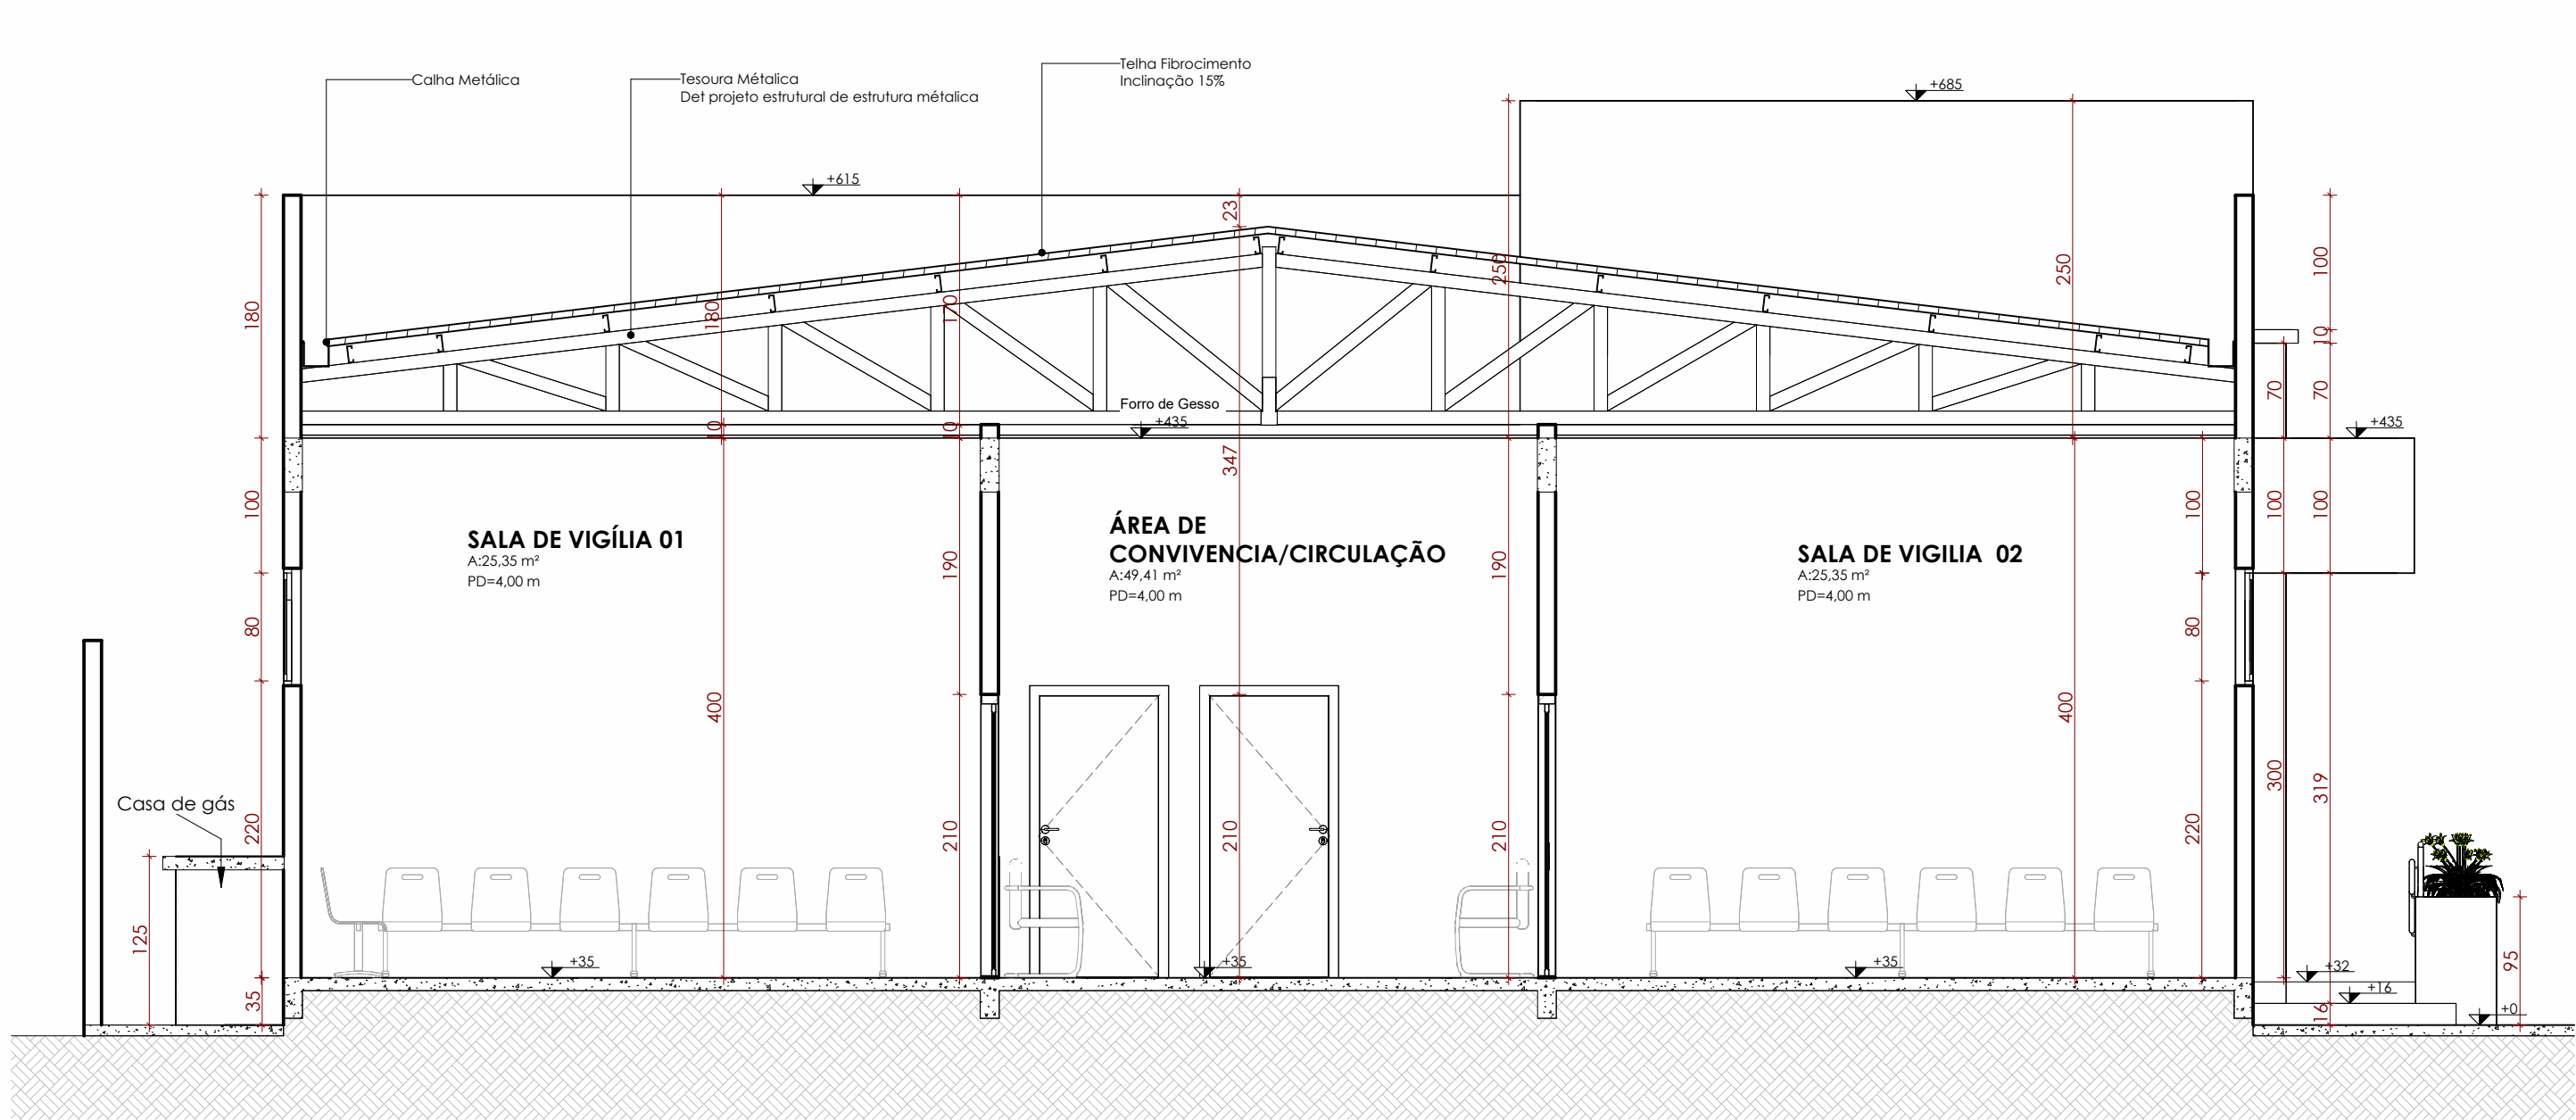 Calha Metálica
Tesoura Métalica
Det projeto estrutural de estrutura métalica
Telha Fibrocimento
Inclinação 15%
+685
+615
23
180
180
170
250
250
100
10
70
70
Forro de Gesso
+435
+435
10
10
347
100
190
190
100
100
100
SALA DE VIGÍLIA 01
A:25,35 m²
PD=4,00 m
ÁREA DE
CONVIVENCIA/CIRCULAÇÃO
A:49,41 m²
PD=4,00 m
SALA DE VIGILIA 02
A:25,35 m²
PD=4,00 m
80
80
400
400
300
319
Casa de gás
220
210
210
210
220
125
95
+35
+35
+35
+32
+16
+0
35
16